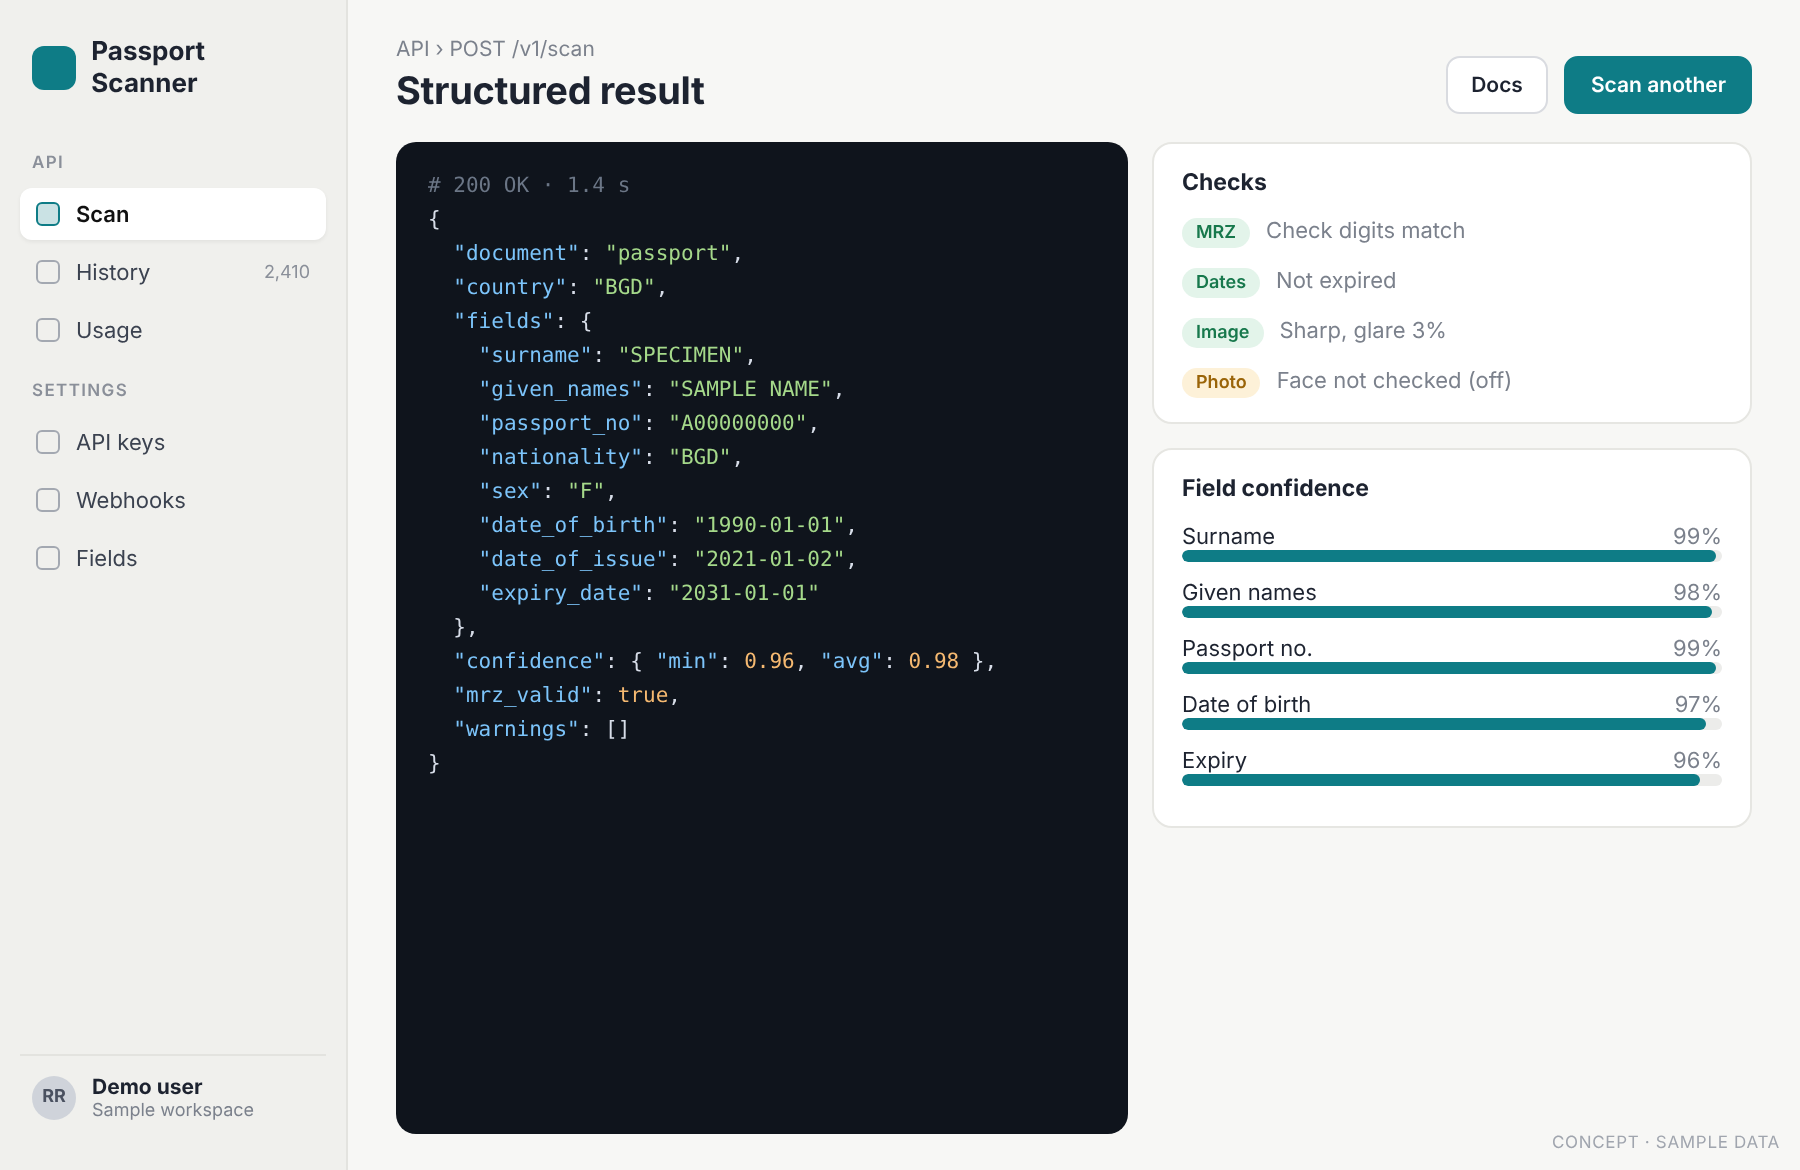 Passport
Scanner
API
Scan
History 2,410
Usage
SETTINGS
API keys
Webhooks
Fields
RR
Demo user
Sample workspace
API › POST /v1/scan
Structured result
Docs
Scan another
# 200 OK · 1.4 s
{
  "document": "passport",
  "country": "BGD",
  "fields": {
    "surname": "SPECIMEN",
    "given_names": "SAMPLE NAME",
    "passport_no": "A00000000",
    "nationality": "BGD",
    "sex": "F",
    "date_of_birth": "1990-01-01",
    "date_of_issue": "2021-01-02",
    "expiry_date": "2031-01-01"
  },
  "confidence": { "min": 0.96, "avg": 0.98 },
  "mrz_valid": true,
  "warnings": []
}
Checks
MRZ Check digits match
Dates Not expired
Image Sharp, glare 3%
Photo Face not checked (off)
Field confidence
Surname 99%
Given names 98%
Passport no. 99%
Date of birth 97%
Expiry 96%
CONCEPT · SAMPLE DATA